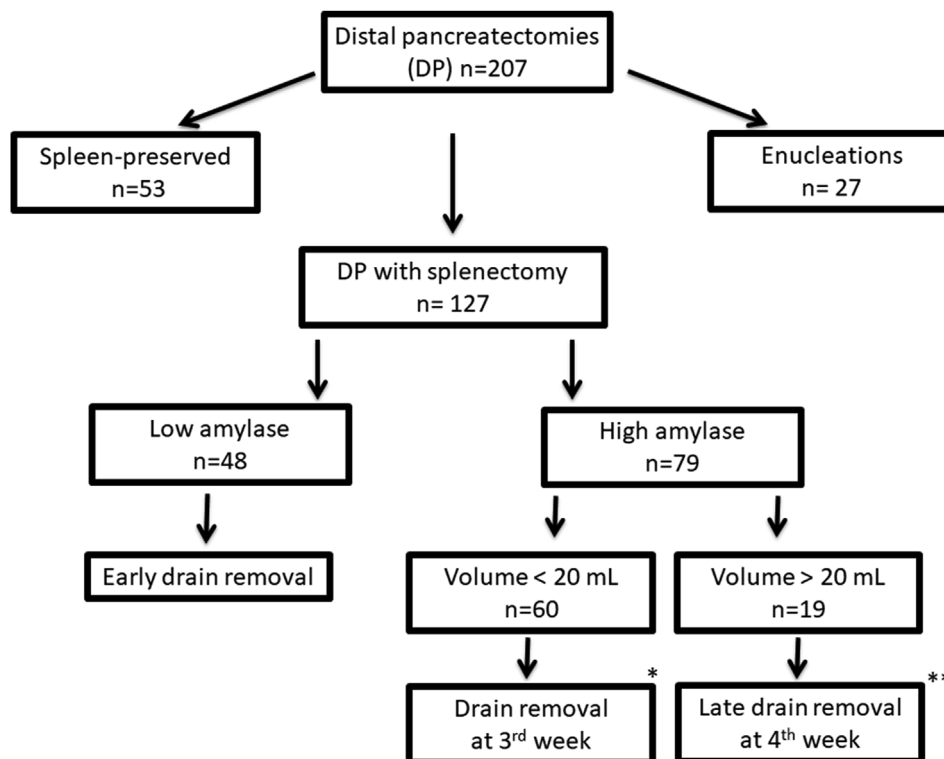 Distal pancreatectomies
(DP) n=207
Spleen-preserved
n=53
Enucleations
n= 27
DP with splenectomy
n= 127
Low amylase
n=48
High amylase
n=79
Early drain removal
Volume < 20 mL
n=60
Volume > 20 mL
n=19
*
Drain removal
at 3rd week
**
Late drain removal
at 4th week